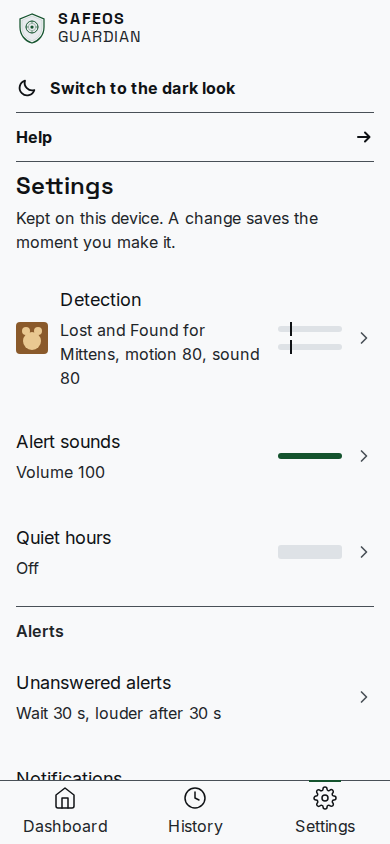 SAFEOS
GUARDIAN
Switch to the dark look
Help
Settings
Kept on this device. A change saves the
moment you make it.
Detection
Lost and Found for
Mittens, motion 80, sound
80
Alert sounds
Volume 100
Quiet hours
Off
Alerts
Unanswered alerts
Wait 30 s, louder after 30 s
Notifications
Dashboard
History
Settings